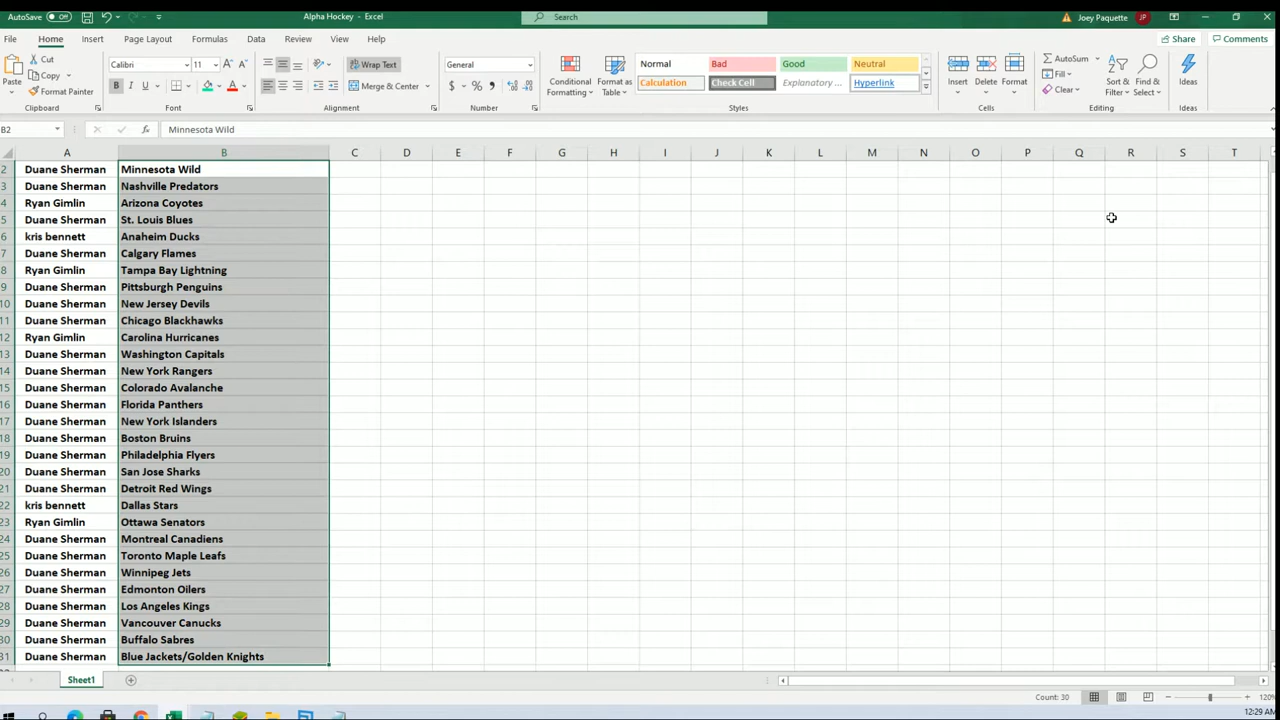 AutoSave Off Alpha Hockey - Excel Search Joey Paquette JP
File Home Insert Page Layout Formulas Data Review View Help Share Comments
Paste Cut Copy Format Painter Clipboard
Calibri 11 B I U Font
Wrap Text Merge & Center Alignment
General $ % Number
Conditional Formatting Format as Table
Normal Bad Good Neutral
Calculation Check Cell Explanatory ... Hyperlink
Styles
Insert Delete Format Cells
AutoSum Fill Clear Sort & Filter Find & Select Editing
Ideas Ideas
B2 fx Minnesota Wild
A B C D E F G H I J K L M N O P Q R S T
2 Duane Sherman Minnesota Wild
3 Duane Sherman Nashville Predators
4 Ryan Gimlin Arizona Coyotes
5 Duane Sherman St. Louis Blues
6 kris bennett Anaheim Ducks
7 Duane Sherman Calgary Flames
8 Ryan Gimlin Tampa Bay Lightning
9 Duane Sherman Pittsburgh Penguins
10 Duane Sherman New Jersey Devils
11 Duane Sherman Chicago Blackhawks
12 Ryan Gimlin Carolina Hurricanes
13 Duane Sherman Washington Capitals
14 Duane Sherman New York Rangers
15 Duane Sherman Colorado Avalanche
16 Duane Sherman Florida Panthers
17 Duane Sherman New York Islanders
18 Duane Sherman Boston Bruins
19 Duane Sherman Philadelphia Flyers
20 Duane Sherman San Jose Sharks
21 Duane Sherman Detroit Red Wings
22 kris bennett Dallas Stars
23 Ryan Gimlin Ottawa Senators
24 Duane Sherman Montreal Canadiens
25 Duane Sherman Toronto Maple Leafs
26 Duane Sherman Winnipeg Jets
27 Duane Sherman Edmonton Oilers
28 Duane Sherman Los Angeles Kings
29 Duane Sherman Vancouver Canucks
30 Duane Sherman Buffalo Sabres
31 Duane Sherman Blue Jackets/Golden Knights
Sheet1
Count: 30 120%
12:29 AM